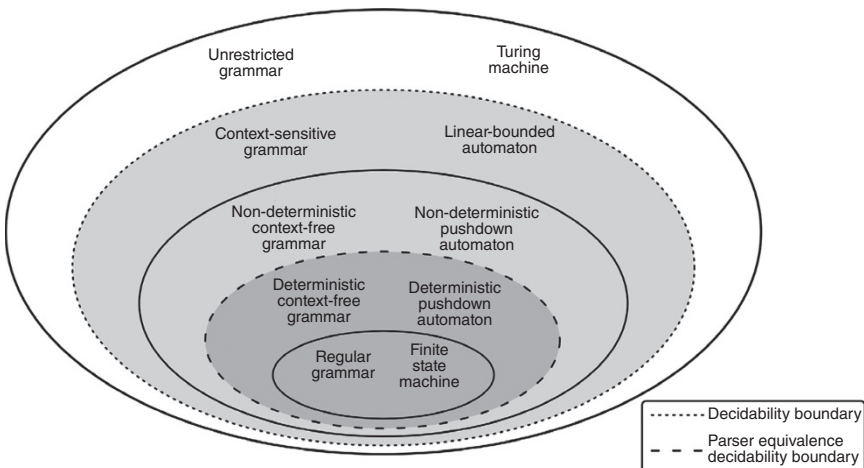 Unrestricted
grammar
Turing
machine
Context-sensitive
grammar
Linear-bounded
automaton
Non-deterministic
context-free
grammar
Non-deterministic
pushdown
automaton
Deterministic
context-free
grammar
Deterministic
pushdown
automaton
Regular
grammar
Finite
state
machine
Decidability boundary
Parser equivalence
decidability boundary